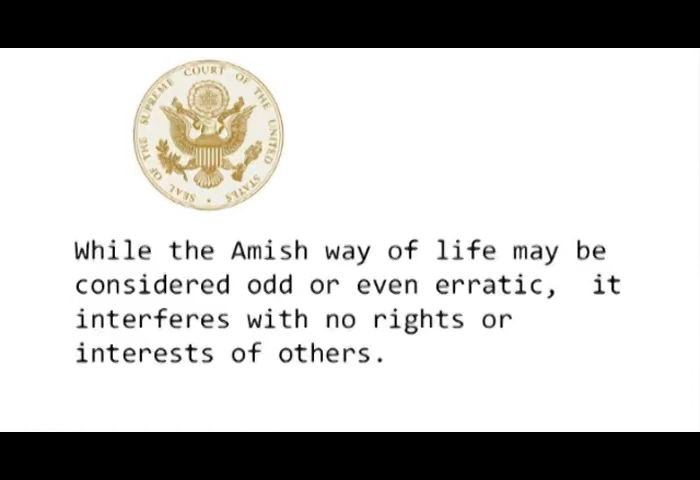 SEAL OF THE SUPREME COURT OF THE UNITED STATES
While the Amish way of life may be
considered odd or even erratic,  it
interferes with no rights or
interests of others.